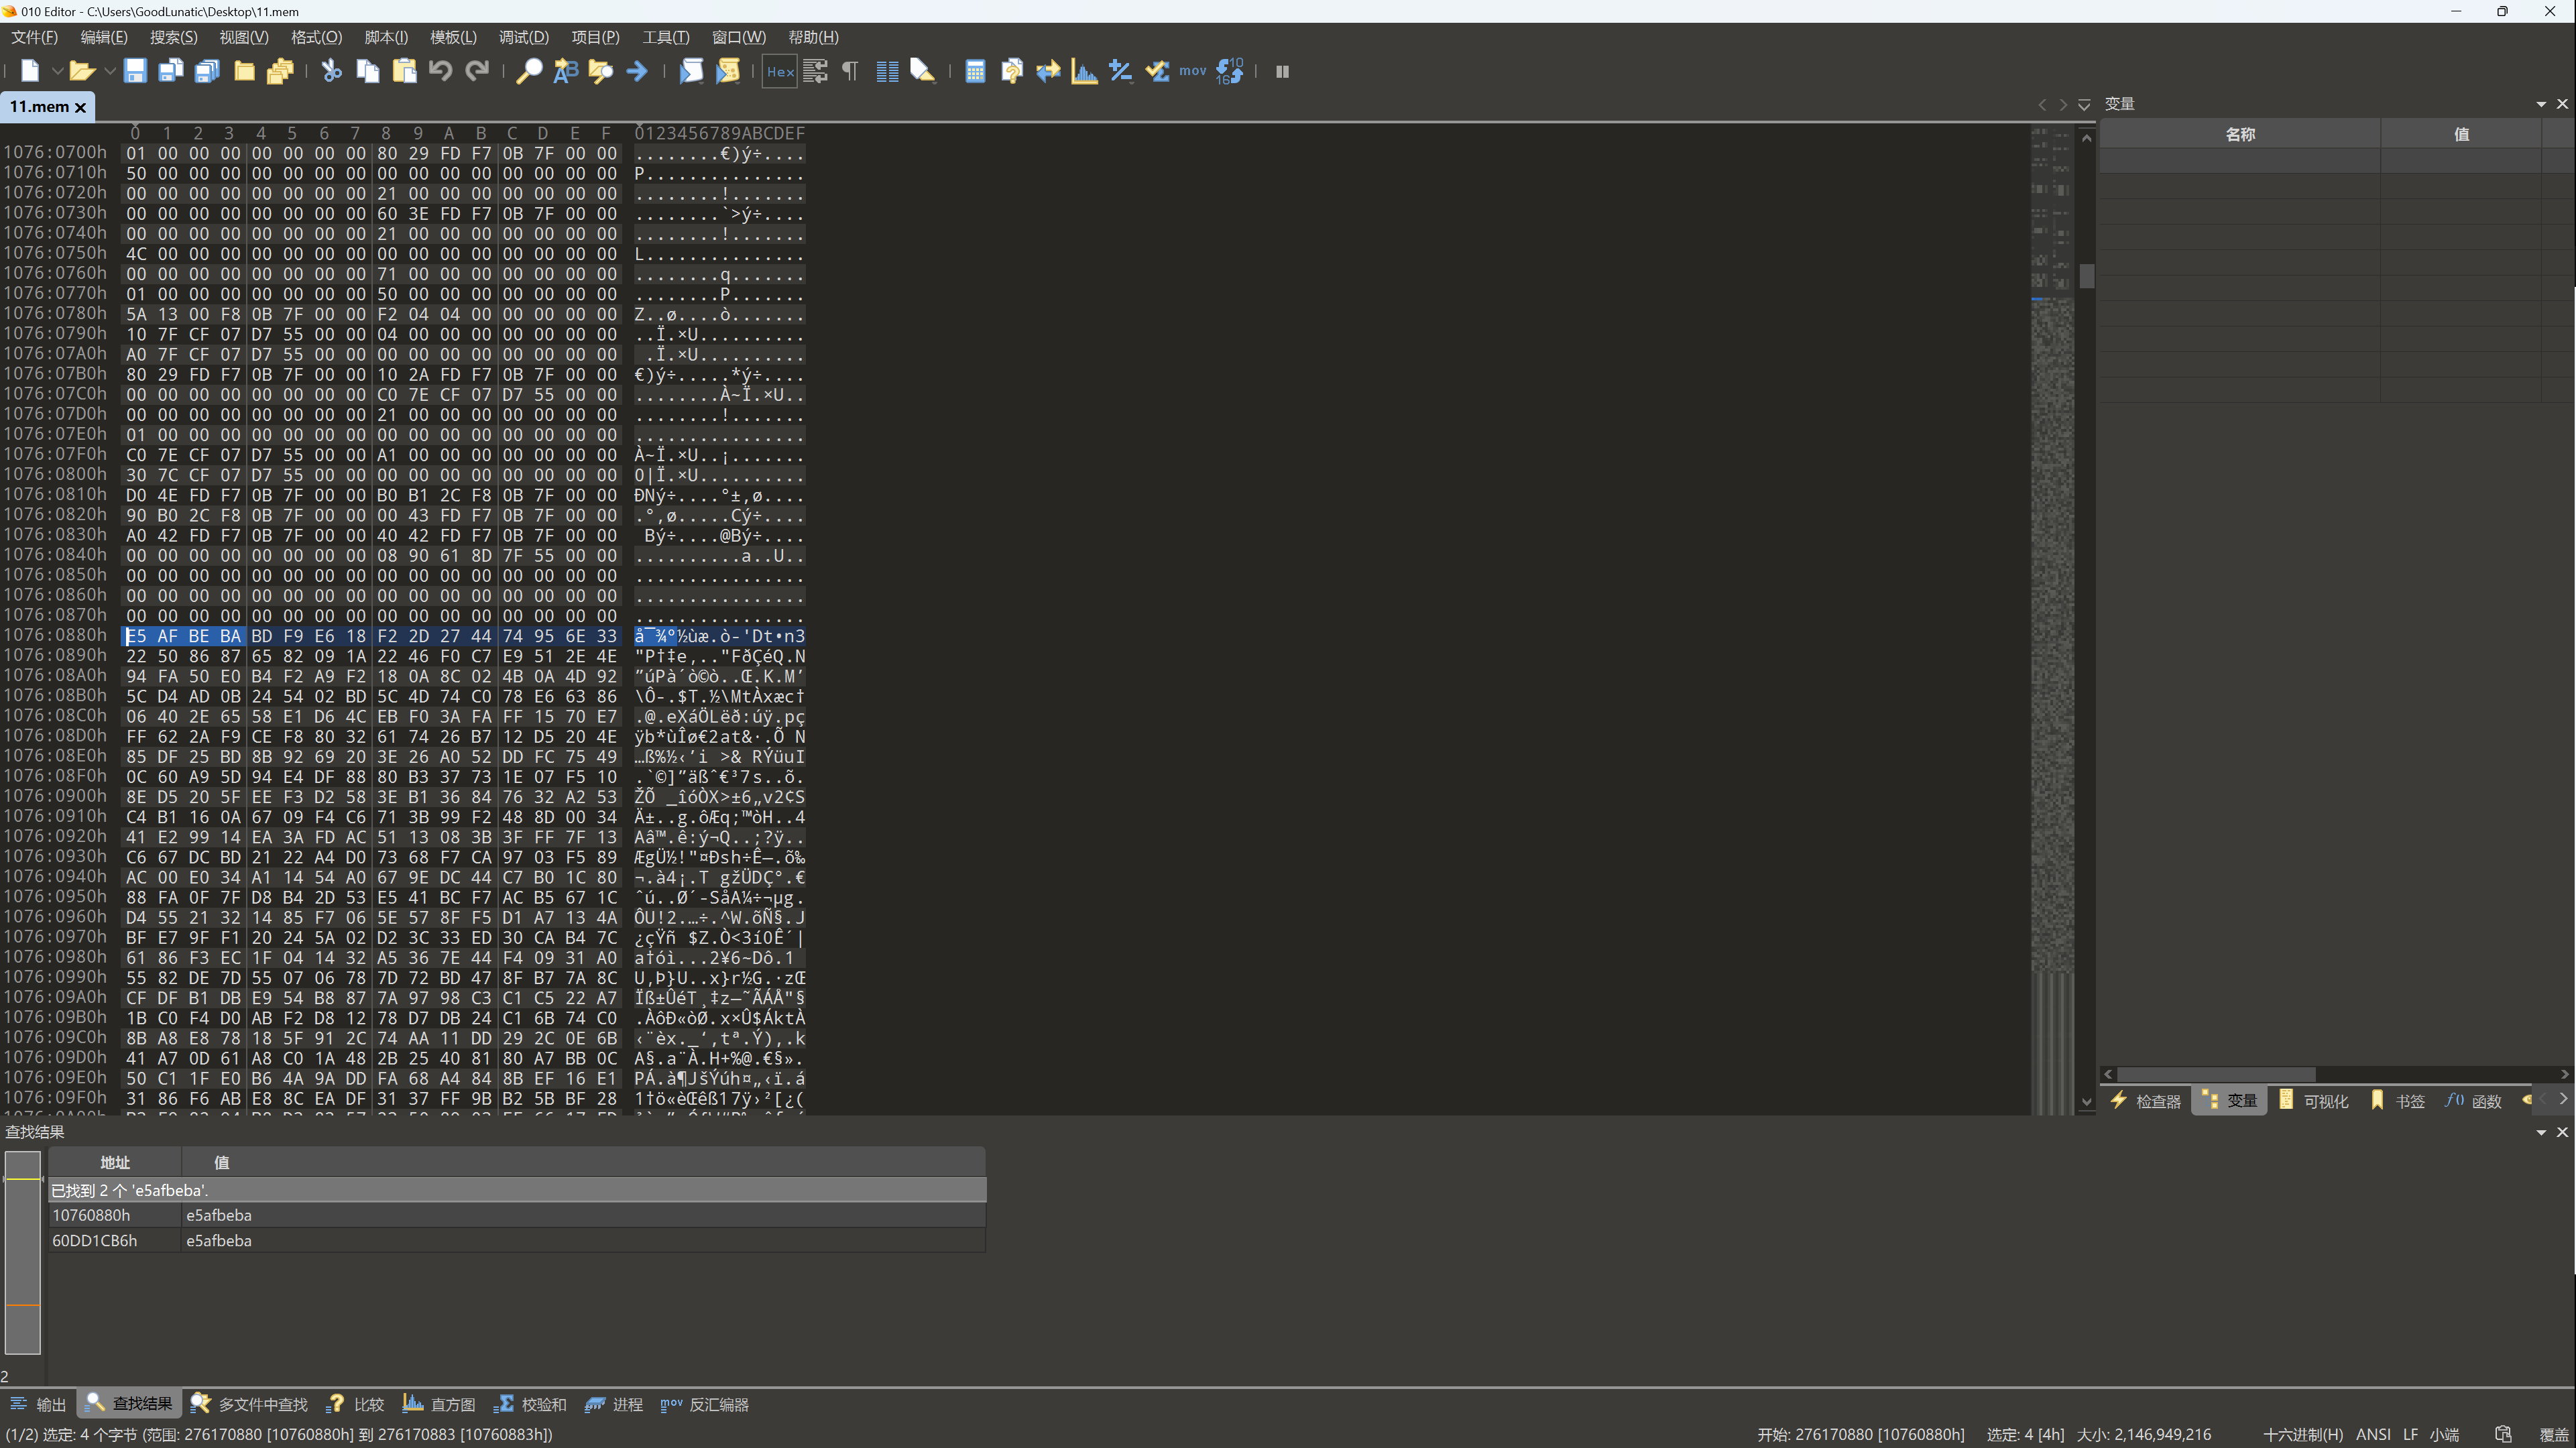 010 Editor - C:\Users\GoodLunatic\Desktop\11.mem
文件(F) 编辑(E) 搜索(S) 视图(V) 格式(O) 脚本(I) 模板(L) 调试(D) 项目(P) 工具(T) 窗口(W) 帮助(H)
Hex mov
11.mem
0 1 2 3 4 5 6 7 8 9 A B C D E F 0123456789ABCDEF
1076:0700h 01 00 00 00 00 00 00 00 80 29 FD F7 0B 7F 00 00 ........€)ý÷....
1076:0710h 50 00 00 00 00 00 00 00 00 00 00 00 00 00 00 00 P...............
1076:0720h 00 00 00 00 00 00 00 00 21 00 00 00 00 00 00 00 ........!.......
1076:0730h 00 00 00 00 00 00 00 00 60 3E FD F7 0B 7F 00 00 ........`>ý÷....
1076:0740h 00 00 00 00 00 00 00 00 21 00 00 00 00 00 00 00 ........!.......
1076:0750h 4C 00 00 00 00 00 00 00 00 00 00 00 00 00 00 00 L...............
1076:0760h 00 00 00 00 00 00 00 00 71 00 00 00 00 00 00 00 ........q.......
1076:0770h 01 00 00 00 00 00 00 00 50 00 00 00 00 00 00 00 ........P.......
1076:0780h 5A 13 00 F8 0B 7F 00 00 F2 04 04 00 00 00 00 00 Z..ø....ò.......
1076:0790h 10 7F CF 07 D7 55 00 00 04 00 00 00 00 00 00 00 ..Ï.×U..........
1076:07A0h A0 7F CF 07 D7 55 00 00 00 00 00 00 00 00 00 00  .Ï.×U..........
1076:07B0h 80 29 FD F7 0B 7F 00 00 10 2A FD F7 0B 7F 00 00 €)ý÷.....*ý÷....
1076:07C0h 00 00 00 00 00 00 00 00 C0 7E CF 07 D7 55 00 00 ........À~Ï.×U..
1076:07D0h 00 00 00 00 00 00 00 00 21 00 00 00 00 00 00 00 ........!.......
1076:07E0h 01 00 00 00 00 00 00 00 00 00 00 00 00 00 00 00 ................
1076:07F0h C0 7E CF 07 D7 55 00 00 A1 00 00 00 00 00 00 00 À~Ï.×U..¡.......
1076:0800h 30 7C CF 07 D7 55 00 00 00 00 00 00 00 00 00 00 0|Ï.×U..........
1076:0810h D0 4E FD F7 0B 7F 00 00 B0 B1 2C F8 0B 7F 00 00 ÐNý÷....°±,ø....
1076:0820h 90 B0 2C F8 0B 7F 00 00 00 43 FD F7 0B 7F 00 00 .°,ø.....Cý÷....
1076:0830h A0 42 FD F7 0B 7F 00 00 40 42 FD F7 0B 7F 00 00  Bý÷....@Bý÷....
1076:0840h 00 00 00 00 00 00 00 00 08 90 61 8D 7F 55 00 00 ..........a..U..
1076:0850h 00 00 00 00 00 00 00 00 00 00 00 00 00 00 00 00 ................
1076:0860h 00 00 00 00 00 00 00 00 00 00 00 00 00 00 00 00 ................
1076:0870h 00 00 00 00 00 00 00 00 00 00 00 00 00 00 00 00 ................
1076:0880h E5 AF BE BA BD F9 E6 18 F2 2D 27 44 74 95 6E 33 å¯¾º½ùæ.ò-'Dt•n3
1076:0890h 22 50 86 87 65 82 09 1A 22 46 F0 C7 E9 51 2E 4E "P†‡e‚.."FðÇéQ.N
1076:08A0h 94 FA 50 E0 B4 F2 A9 F2 18 0A 8C 02 4B 0A 4D 92 ”úPà´ò©ò..Œ.K.M’
1076:08B0h 5C D4 AD 0B 24 54 02 BD 5C 4D 74 C0 78 E6 63 86 \Ô-.$T.½\MtÀxæc†
1076:08C0h 06 40 2E 65 58 E1 D6 4C EB F0 3A FA FF 15 70 E7 .@.eXáÖLëð:úÿ.pç
1076:08D0h FF 62 2A F9 CE F8 80 32 61 74 26 B7 12 D5 20 4E ÿb*ùÎø€2at&·.Õ N
1076:08E0h 85 DF 25 BD 8B 92 69 20 3E 26 A0 52 DD FC 75 49 …ß%½‹’i >& RÝüuI
1076:08F0h 0C 60 A9 5D 94 E4 DF 88 80 B3 37 73 1E 07 F5 10 .`©]”äßˆ€³7s..õ.
1076:0900h 8E D5 20 5F EE F3 D2 58 3E B1 36 84 76 32 A2 53 ŽÕ _îóÒX>±6„v2¢S
1076:0910h C4 B1 16 0A 67 09 F4 C6 71 3B 99 F2 48 8D 00 34 Ä±..g.ôÆq;™òH..4
1076:0920h 41 E2 99 14 EA 3A FD AC 51 13 08 3B 3F FF 7F 13 Aâ™.ê:ý¬Q..;?ÿ..
1076:0930h C6 67 DC BD 21 22 A4 D0 73 68 F7 CA 97 03 F5 89 ÆgÜ½!"¤Ðsh÷Ê—.õ‰
1076:0940h AC 00 E0 34 A1 14 54 A0 67 9E DC 44 C7 B0 1C 80 ¬.à4¡.T gžÜDÇ°.€
1076:0950h 88 FA 0F 7F D8 B4 2D 53 E5 41 BC F7 AC B5 67 1C ˆú..Ø´-SåA¼÷¬µg.
1076:0960h D4 55 21 32 14 85 F7 06 5E 57 8F F5 D1 A7 13 4A ÔU!2.…÷.^W.õÑ§.J
1076:0970h BF E7 9F F1 20 24 5A 02 D2 3C 33 ED 30 CA B4 7C ¿çŸñ $Z.Ò<3í0Ê´|
1076:0980h 61 86 F3 EC 1F 04 14 32 A5 36 7E 44 F4 09 31 A0 a†óì...2¥6~Dô.1 
1076:0990h 55 82 DE 7D 55 07 06 78 7D 72 BD 47 8F B7 7A 8C U‚Þ}U..x}r½G.·zŒ
1076:09A0h CF DF B1 DB E9 54 B8 87 7A 97 98 C3 C1 C5 22 A7 Ïß±ÛéT¸‡z—˜ÃÁÅ"§
1076:09B0h 1B C0 F4 D0 AB F2 D8 12 78 D7 DB 24 C1 6B 74 C0 .ÀôÐ«òØ.x×Û$ÁktÀ
1076:09C0h 8B A8 E8 78 18 5F 91 2C 74 AA 11 DD 29 2C 0E 6B ‹¨èx._‘,tª.Ý),.k
1076:09D0h 41 A7 0D 61 A8 C0 1A 48 2B 25 40 81 80 A7 BB 0C A§.a¨À.H+%@.€§».
1076:09E0h 50 C1 1F E0 B6 4A 9A DD FA 68 A4 84 8B EF 16 E1 PÁ.à¶JšÝúh¤„‹ï.á
1076:09F0h 31 86 F6 AB E8 8C EA DF 31 37 FF 9B B2 5B BF 28 1†ö«èŒêß17ÿ›²[¿(
变量
名称 值
检查器 变量 可视化 书签 函数
查找结果
地址 值
已找到 2 个 'e5afbeba'.
10760880h e5afbeba
60DD1CB6h e5afbeba
2
输出 查找结果 多文件中查找 比较 直方图 校验和 进程 反汇编器
(1/2) 选定: 4 个字节 (范围: 276170880 [10760880h] 到 276170883 [10760883h]) 开始: 276170880 [10760880h] 选定: 4 [4h] 大小: 2,146,949,216 十六进制(H) ANSI LF 小端 覆盖